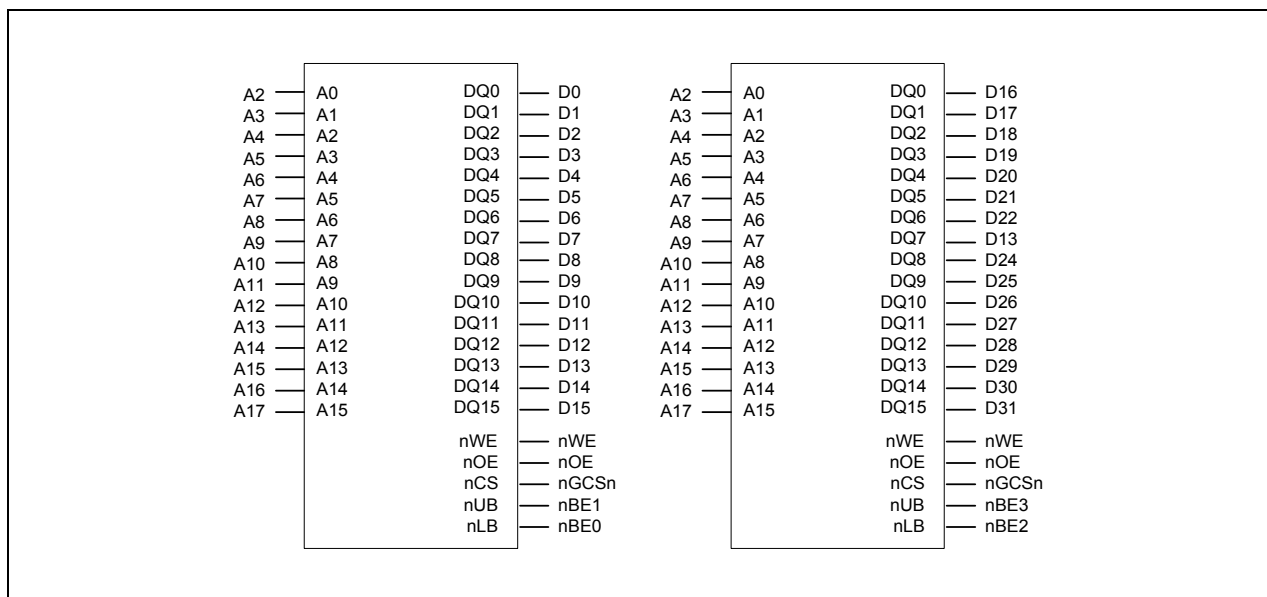 A2 A0 DQ0 D0 A2 A0 DQ0 D16
A3 A1 DQ1 D1 A3 A1 DQ1 D17
A4 A2 DQ2 D2 A4 A2 DQ2 D18
A5 A3 DQ3 D3 A5 A3 DQ3 D19
A6 A4 DQ4 D4 A6 A4 DQ4 D20
A7 A5 DQ5 D5 A7 A5 DQ5 D21
A8 A6 DQ6 D6 A8 A6 DQ6 D22
A9 A7 DQ7 D7 A9 A7 DQ7 D13
A10 A8 DQ8 D8 A10 A8 DQ8 D24
A11 A9 DQ9 D9 A11 A9 DQ9 D25
A12 A10 DQ10 D10 A12 A10 DQ10 D26
A13 A11 DQ11 D11 A13 A11 DQ11 D27
A14 A12 DQ12 D12 A14 A12 DQ12 D28
A15 A13 DQ13 D13 A15 A13 DQ13 D29
A16 A14 DQ14 D14 A16 A14 DQ14 D30
A17 A15 DQ15 D15 A17 A15 DQ15 D31
nWE nWE nWE nWE
nOE nOE nOE nOE
nCS nGCSn nCS nGCSn
nUB nBE1 nUB nBE3
nLB nBE0 nLB nBE2